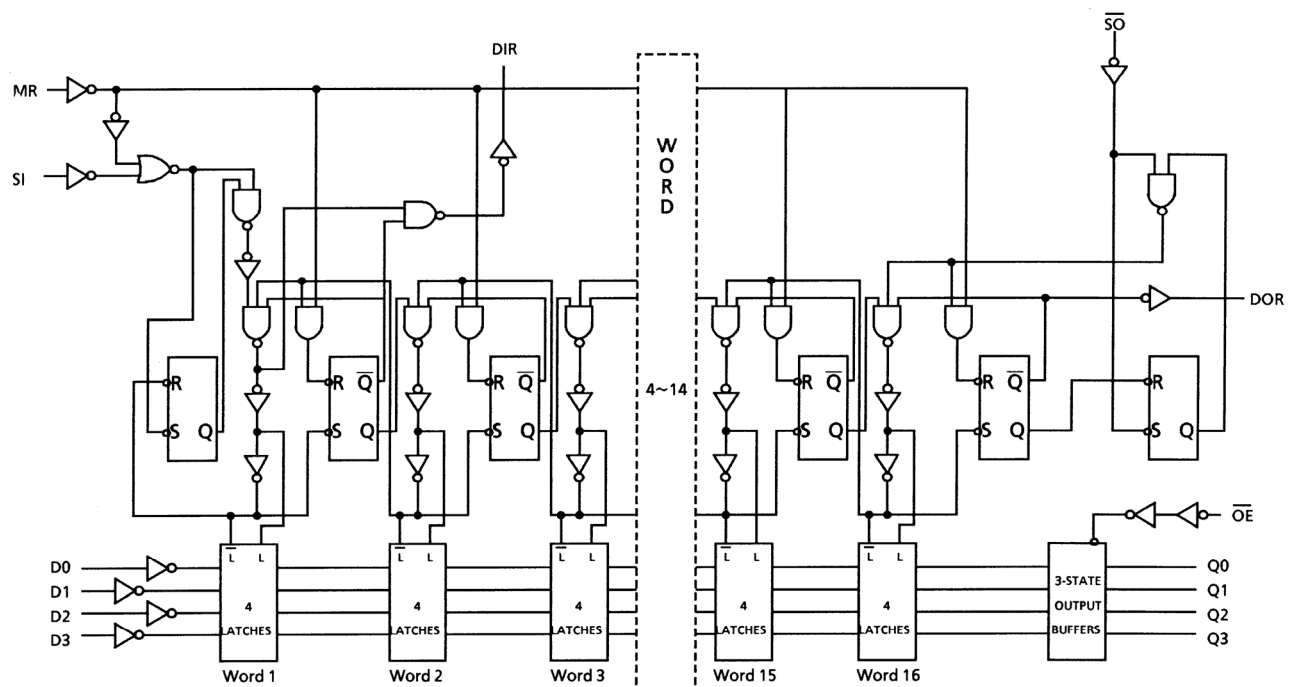 SO
DIR
MR
WORD
SI
DOR
R Q
S Q
R Q
S Q
R Q
S Q
4~14
R Q
S Q
R Q
S Q
R
S Q
OE
L L
L L
L L
L L
L L
D0
D1
D2
D3
4
LATCHES
4
LATCHES
4
LATCHES
4
LATCHES
4
LATCHES
3-STATE
OUTPUT
BUFFERS
Q0
Q1
Q2
Q3
Word 1
Word 2
Word 3
Word 15
Word 16